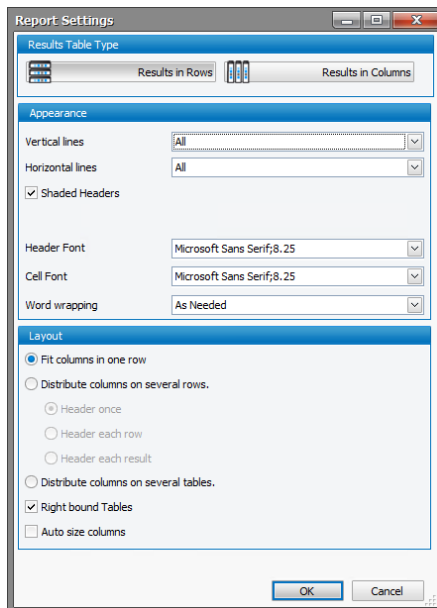 Report Settings
Results Table Type
Results in Rows
Results in Columns
Appearance
Vertical lines
All
Horizontal lines
All
Shaded Headers
Header Font
Microsoft Sans Serif;8.25
Cell Font
Microsoft Sans Serif;8.25
Word wrapping
As Needed
Layout
Fit columns in one row
Distribute columns on several rows.
Header once
Header each row
Header each result
Distribute columns on several tables.
Right bound Tables
Auto size columns
OK
Cancel